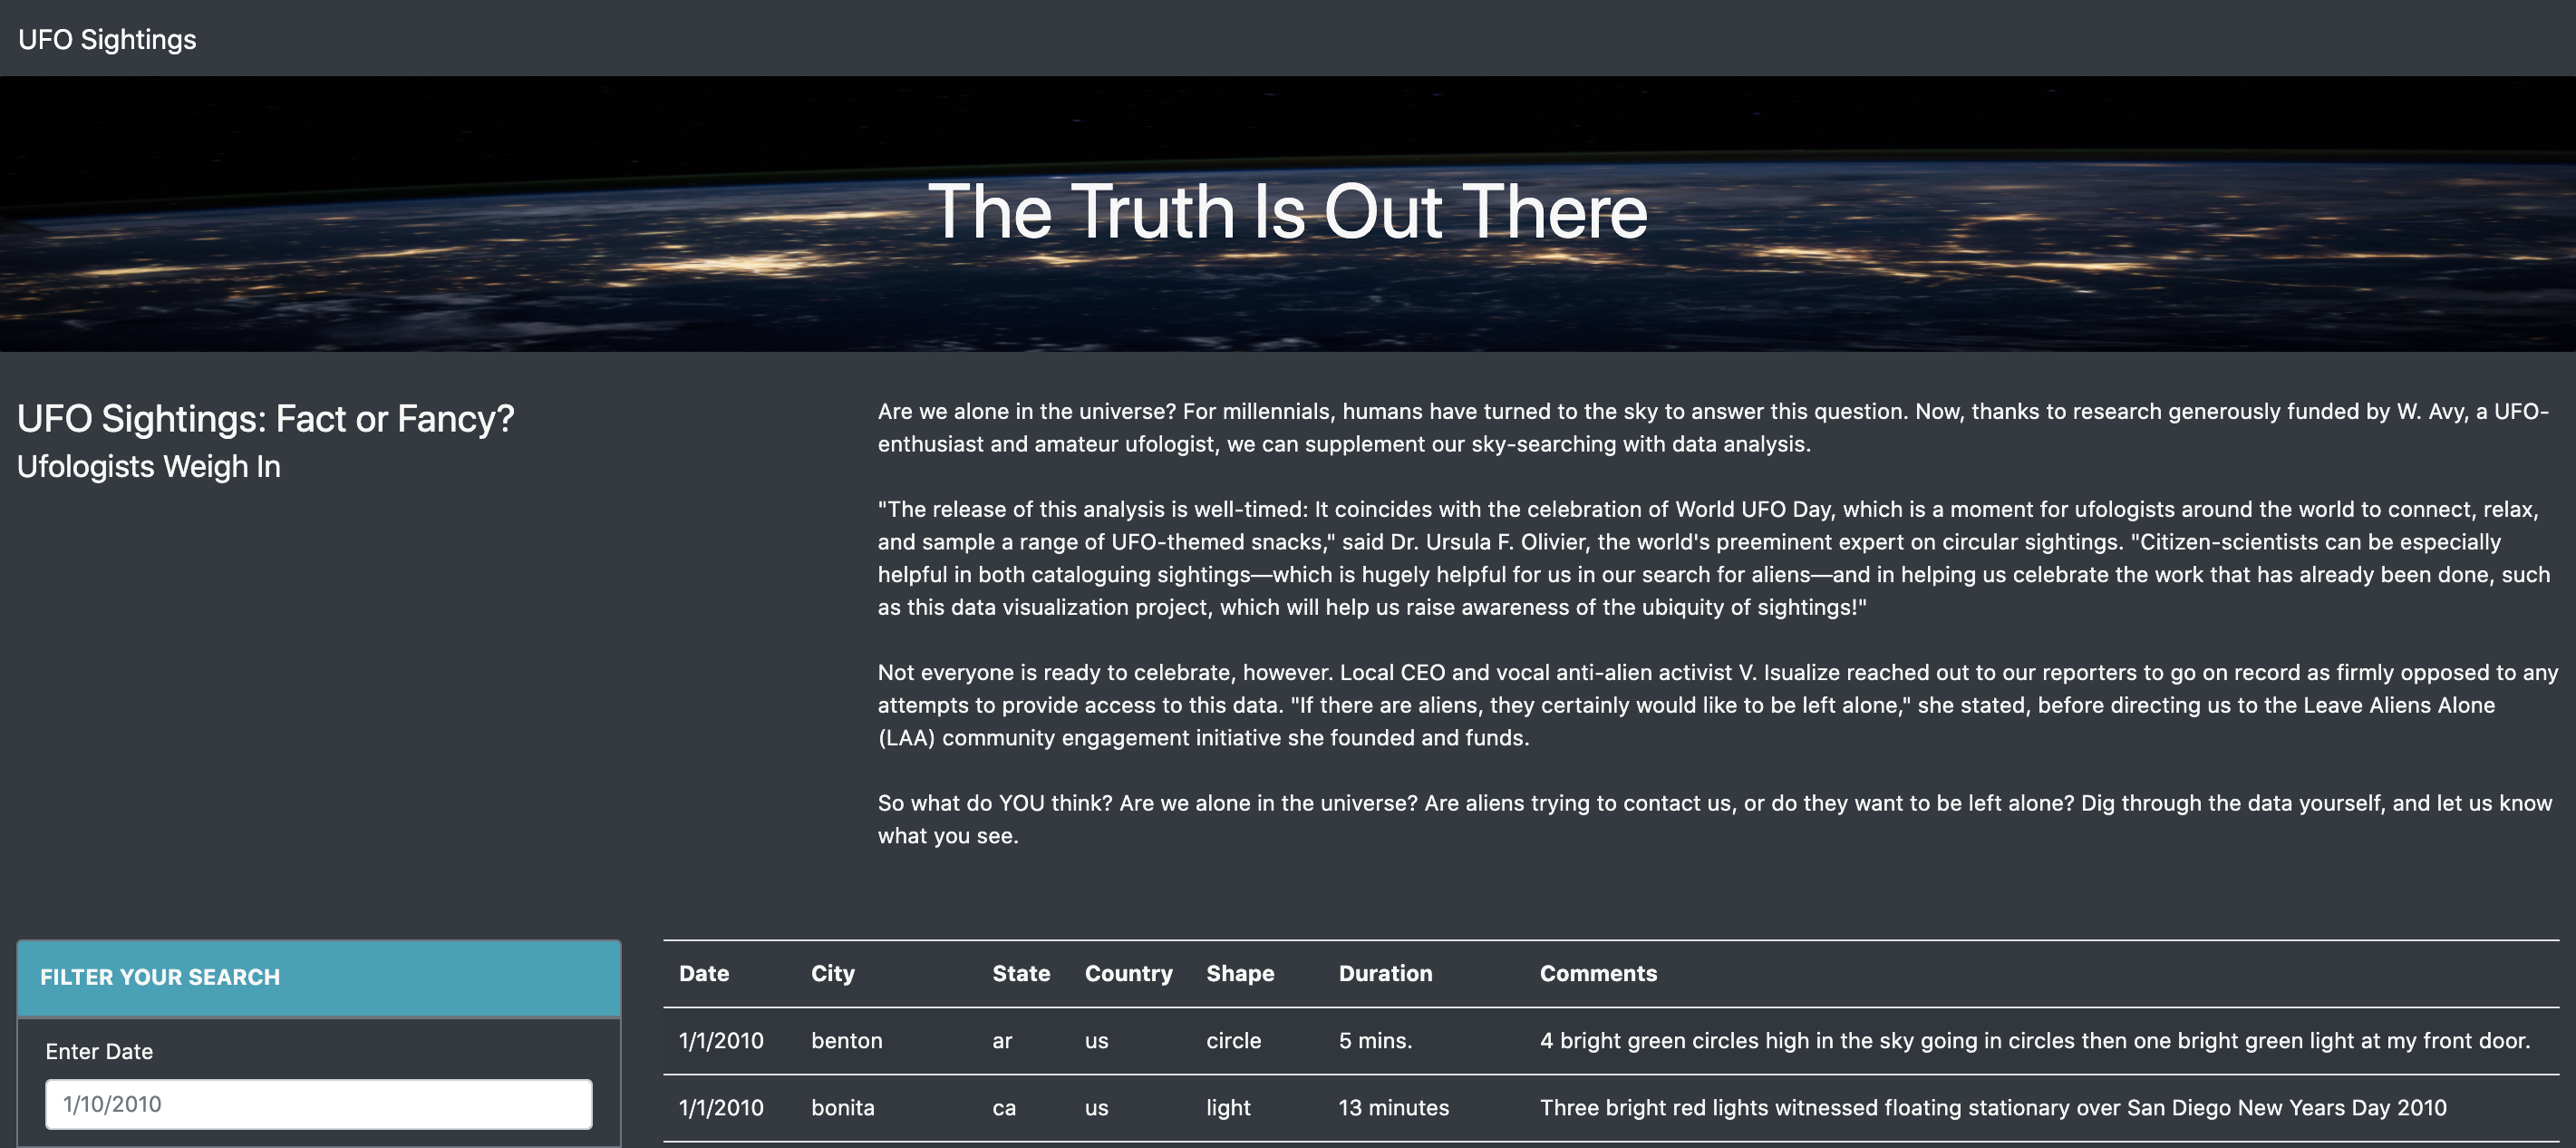 UFO Sightings
The Truth Is Out There
UFO Sightings: Fact or Fancy?
Ufologists Weigh In
Are we alone in the universe? For millennials, humans have turned to the sky to answer this question. Now, thanks to research generously funded by W. Avy, a UFO-
enthusiast and amateur ufologist, we can supplement our sky-searching with data analysis.
"The release of this analysis is well-timed: It coincides with the celebration of World UFO Day, which is a moment for ufologists around the world to connect, relax,
and sample a range of UFO-themed snacks," said Dr. Ursula F. Olivier, the world's preeminent expert on circular sightings. "Citizen-scientists can be especially
helpful in both cataloguing sightings—which is hugely helpful for us in our search for aliens—and in helping us celebrate the work that has already been done, such
as this data visualization project, which will help us raise awareness of the ubiquity of sightings!"
Not everyone is ready to celebrate, however. Local CEO and vocal anti-alien activist V. Isualize reached out to our reporters to go on record as firmly opposed to any
attempts to provide access to this data. "If there are aliens, they certainly would like to be left alone," she stated, before directing us to the Leave Aliens Alone
(LAA) community engagement initiative she founded and funds.
So what do YOU think? Are we alone in the universe? Are aliens trying to contact us, or do they want to be left alone? Dig through the data yourself, and let us know
what you see.
FILTER YOUR SEARCH
Enter Date
1/10/2010
Date City State Country Shape Duration Comments
1/1/2010 benton ar us circle 5 mins. 4 bright green circles high in the sky going in circles then one bright green light at my front door.
1/1/2010 bonita ca us light 13 minutes Three bright red lights witnessed floating stationary over San Diego New Years Day 2010